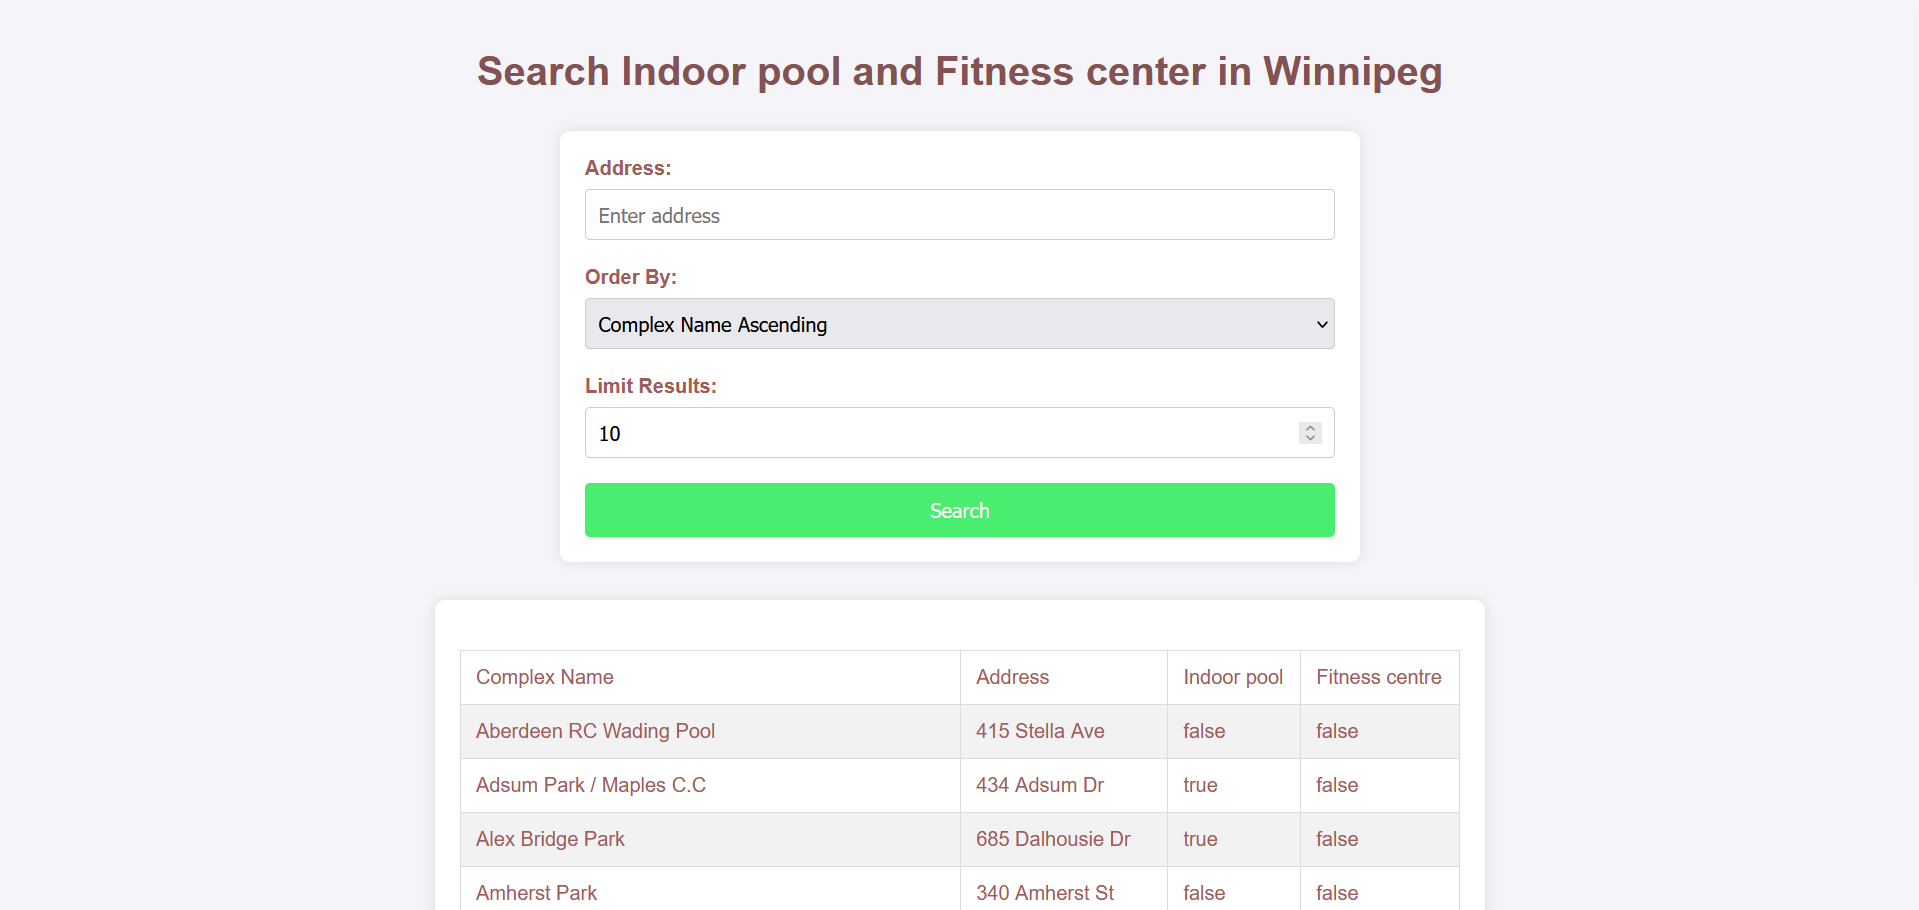 Search Indoor pool and Fitness center in Winnipeg
Address:
Enter address
Order By:
Complex Name Ascending
Limit Results:
10
Search
Complex Name Address Indoor pool Fitness centre
Aberdeen RC Wading Pool 415 Stella Ave false false
Adsum Park / Maples C.C 434 Adsum Dr true false
Alex Bridge Park 685 Dalhousie Dr true false
Amherst Park 340 Amherst St false false